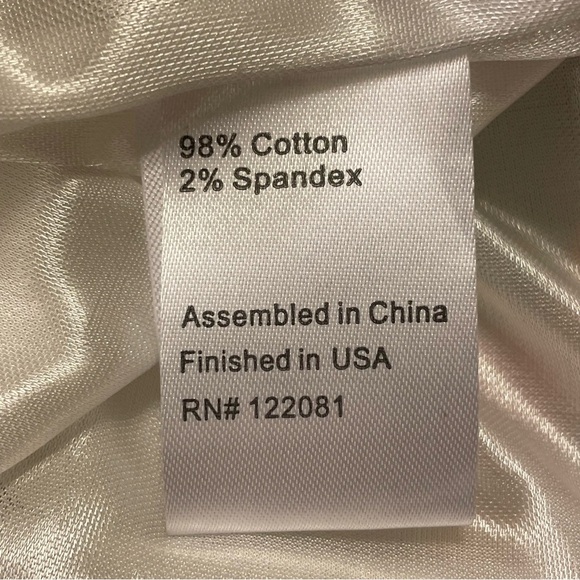 98% Cotton
2% Spandex
Assembled in China
Finished in USA
RN# 122081